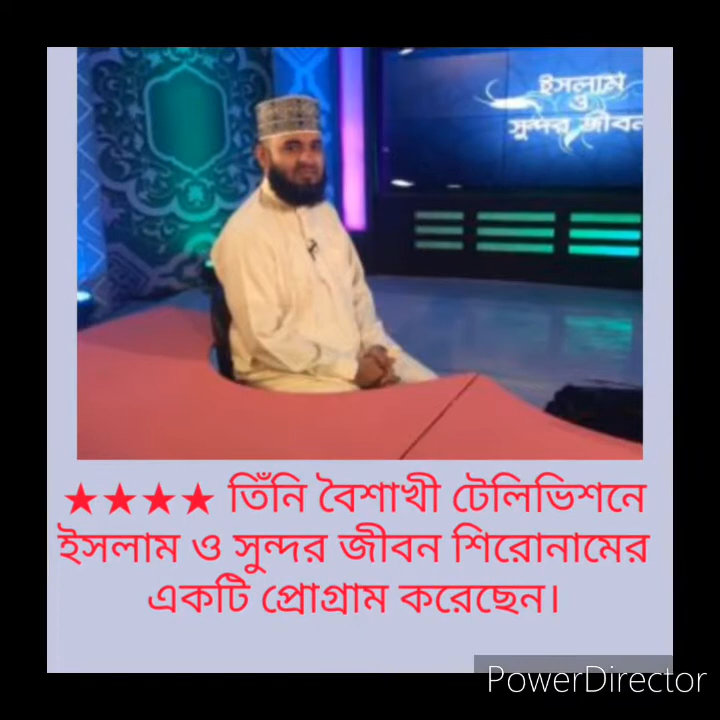 ইসলাম
ও
সুন্দর জীবন
★★★★ তিঁনি বৈশাখী টেলিভিশনে
ইসলাম ও সুন্দর জীবন শিরোনামের
একটি প্রোগ্রাম করেছেন।
PowerDirector